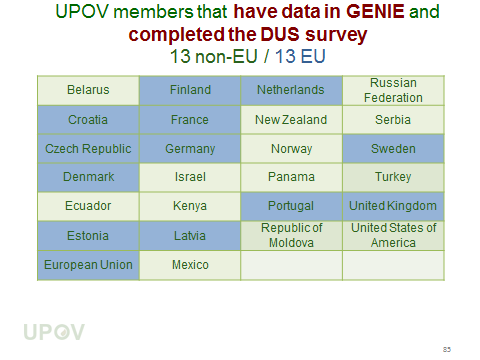 UPOV members that have data in GENIE and
completed the DUS survey
13 non-EU / 13 EU
Belarus Finland Netherlands Russian
Federation
Croatia France New Zealand Serbia
Czech Republic Germany Norway Sweden
Denmark Israel Panama Turkey
Ecuador Kenya Portugal United Kingdom
Estonia Latvia Republic of
Moldova United States of
America
European Union Mexico
UPOV
85